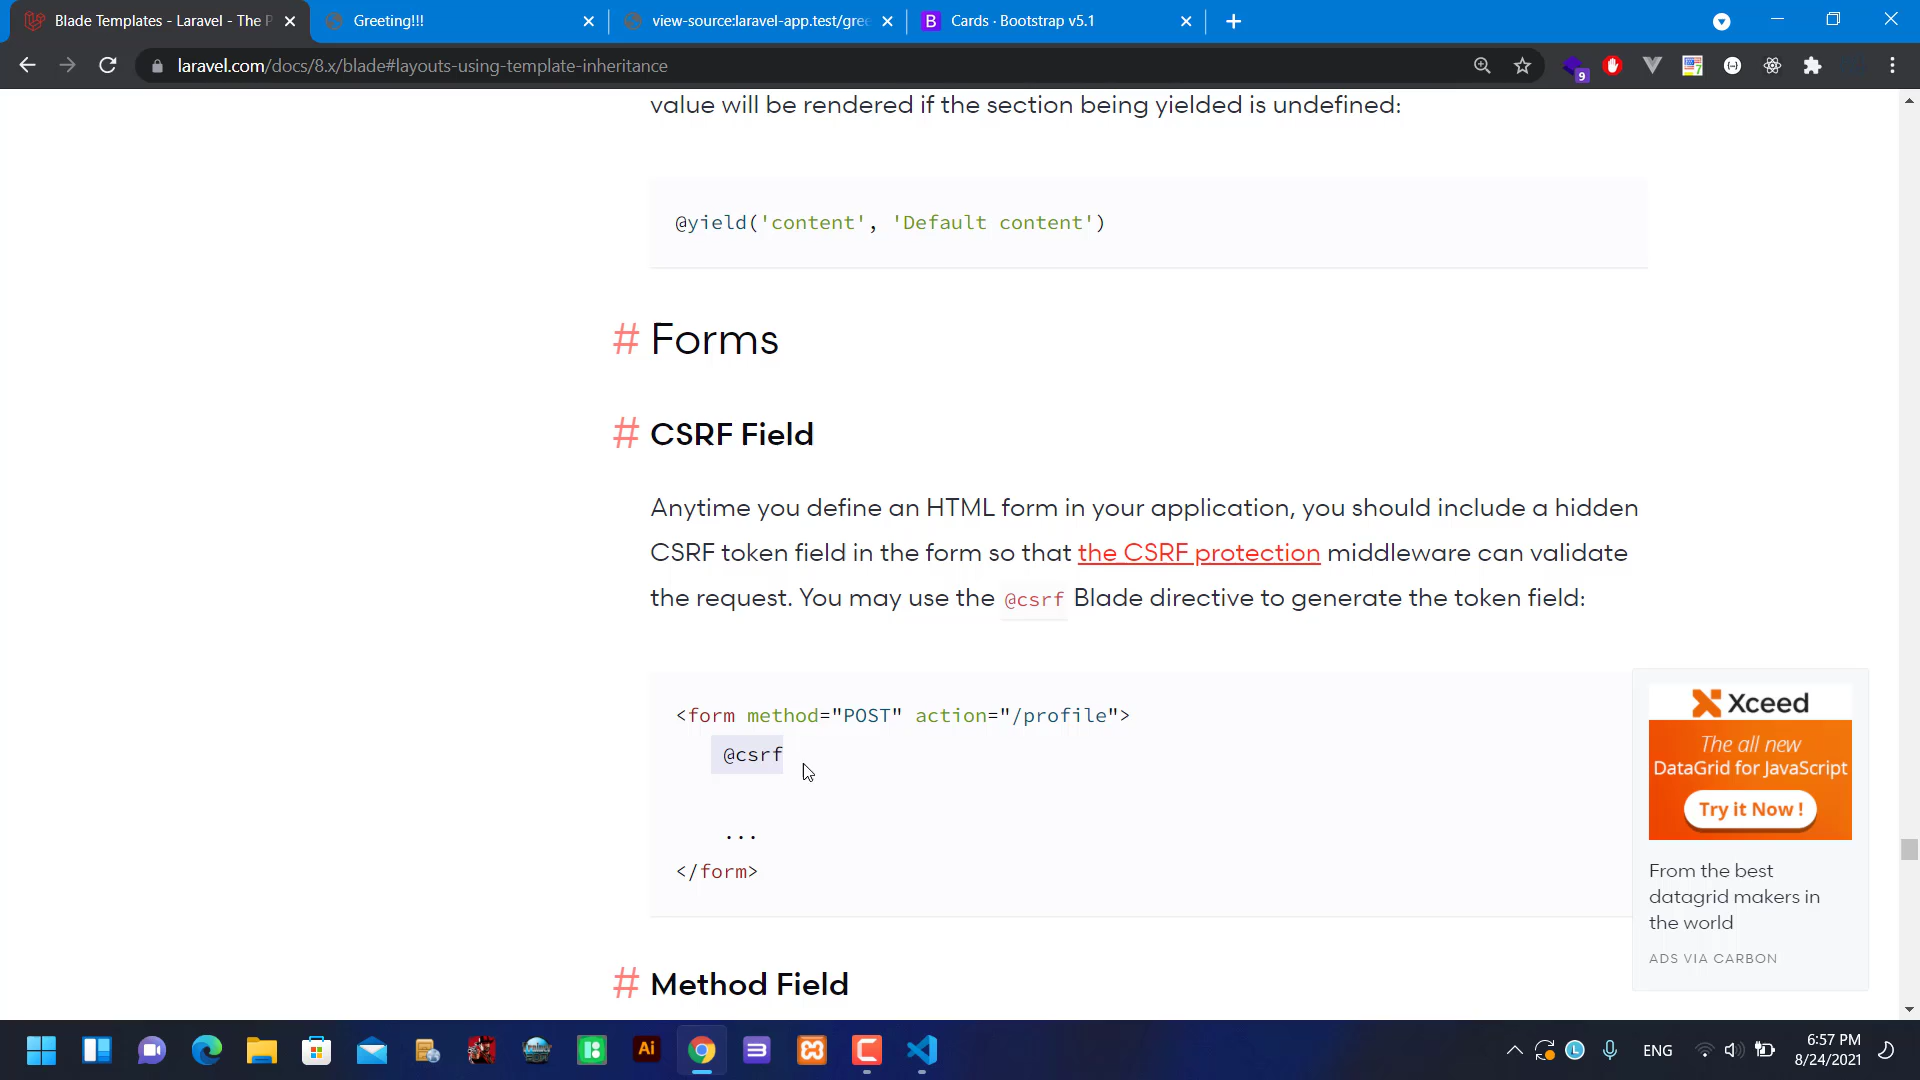 Blade Templates - Laravel - The P
Greeting!!!
view-source:laravel-app.test/gree
Cards · Bootstrap v5.1
laravel.com/docs/8.x/blade#layouts-using-template-inheritance
9
value will be rendered if the section being yielded is undefined:
@yield('content', 'Default content')
# Forms
# CSRF Field
Anytime you define an HTML form in your application, you should include a hidden
CSRF token field in the form so that the CSRF protection middleware can validate
the request. You may use the @csrf Blade directive to generate the token field:
<form method="POST" action="/profile">
@csrf
...
</form>
Xceed
The all new
DataGrid for JavaScript
Try it Now !
From the best
datagrid makers in
the world
ADS VIA CARBON
# Method Field
Ai
ENG
6:57 PM
8/24/2021